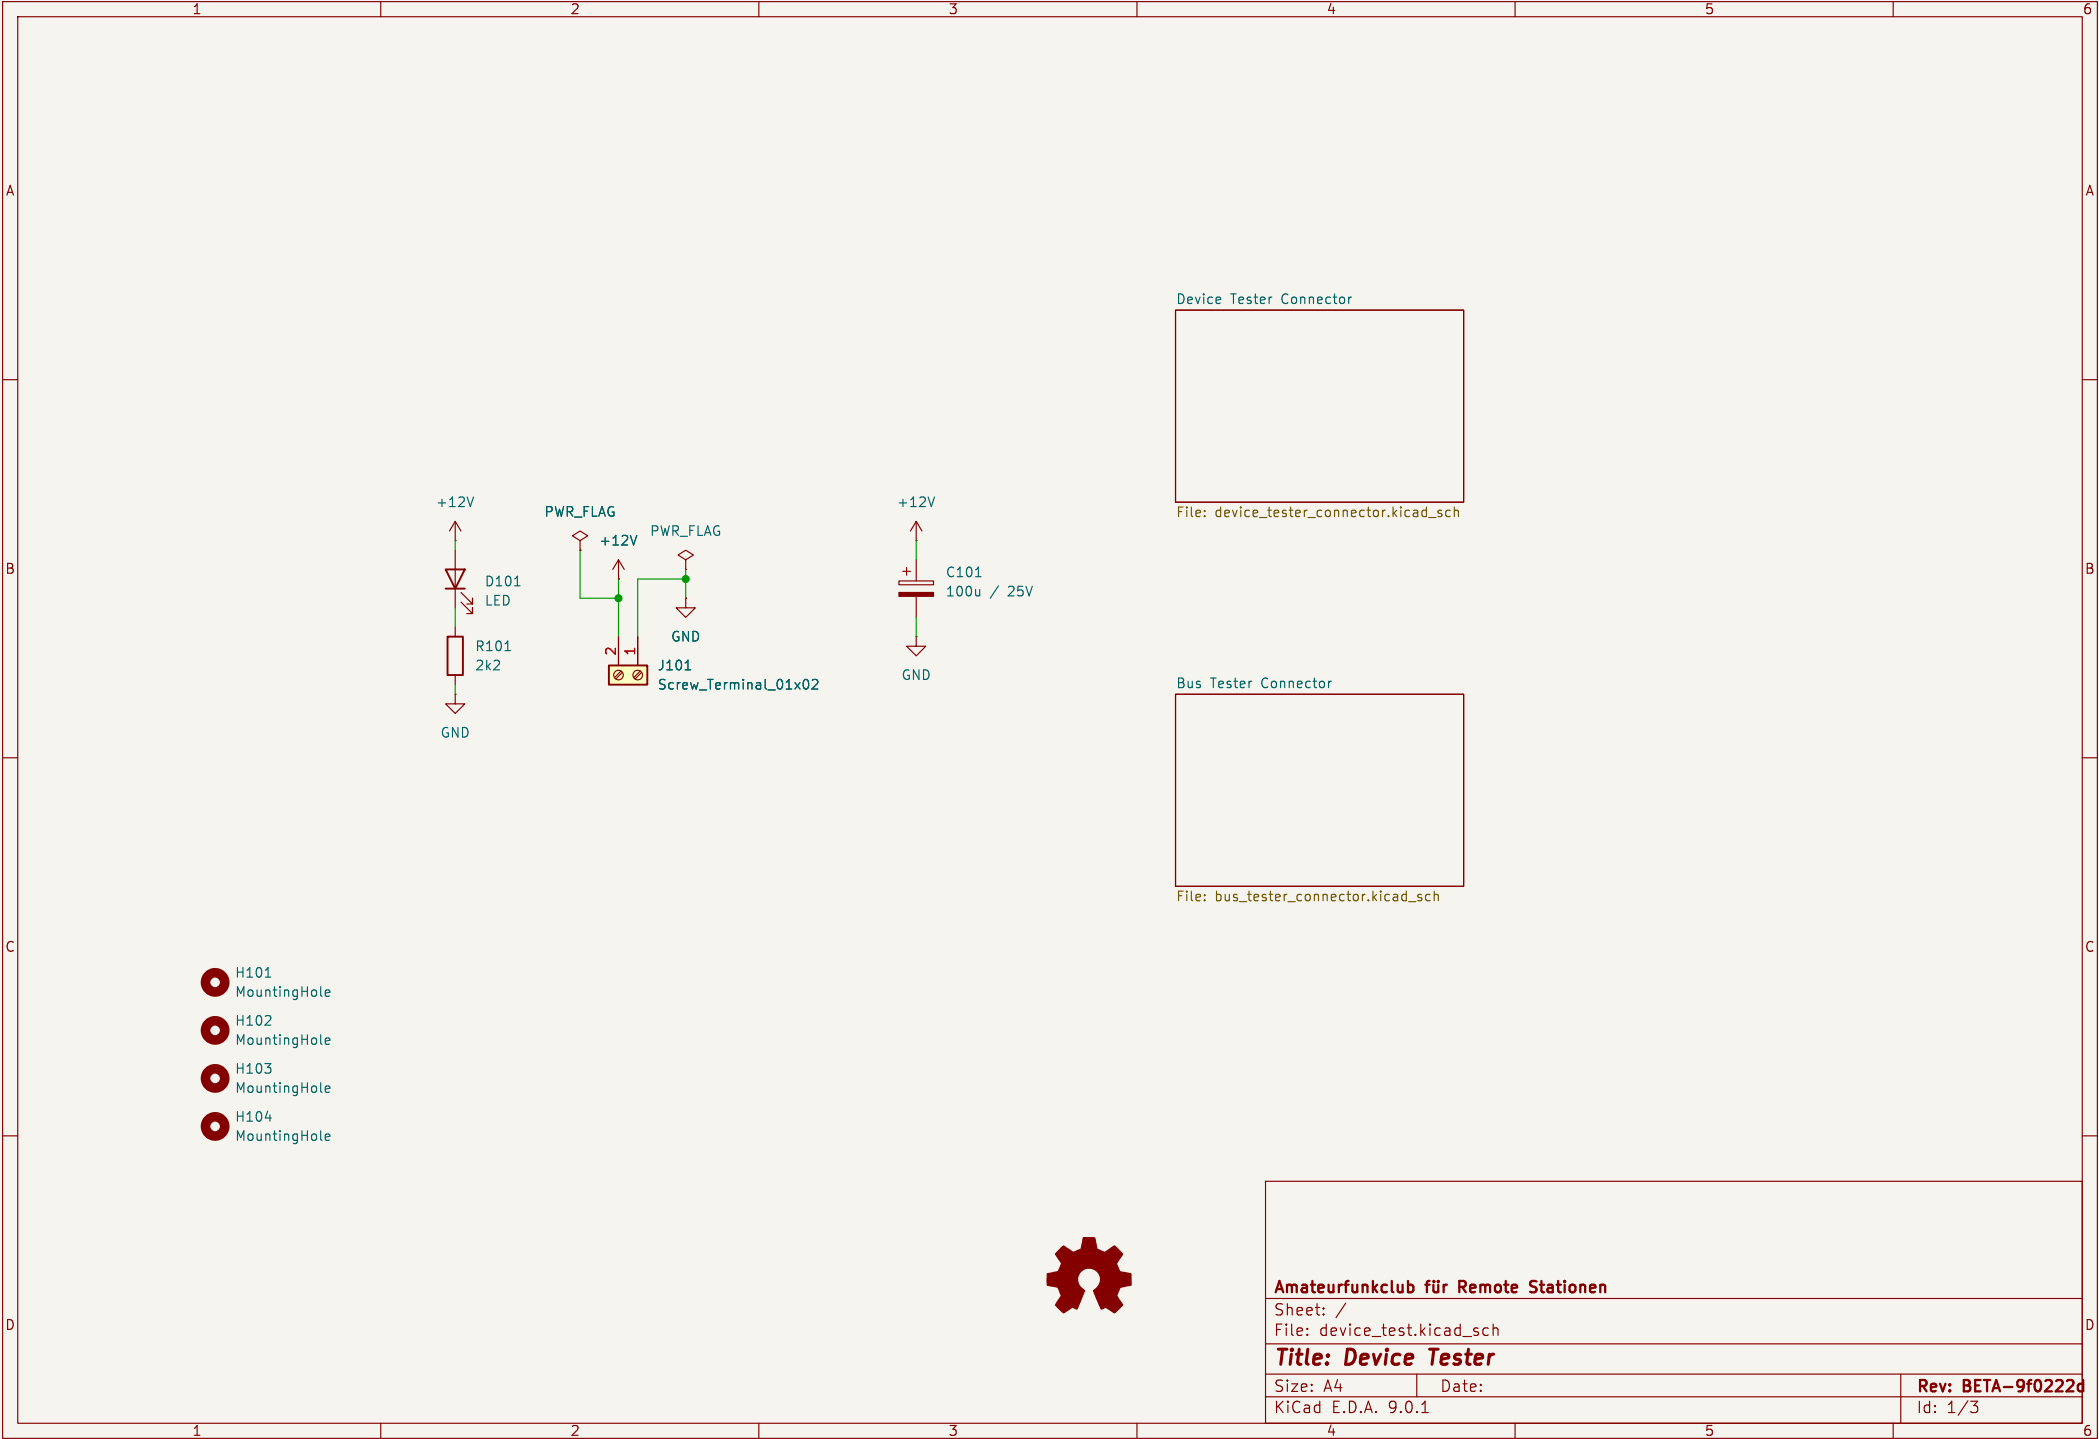 1 2 3 4 5 6
A A
Device Tester Connector
File: device_tester_connector.kicad_sch
+12V
PWR_FLAG
+12V
PWR_FLAG
+12V
B B
D101
LED
C101
100u / 25V
R101
2k2
GND
2 1
J101
Screw_Terminal_01x02
GND
GND
Bus Tester Connector
File: bus_tester_connector.kicad_sch
C C
H101
MountingHole
H102
MountingHole
H103
MountingHole
H104
MountingHole
Amateurfunkclub für Remote Stationen
Sheet: /
File: device_test.kicad_sch
D D
Title: Device Tester
Size: A4 Date: Rev: BETA-9f0222d
KiCad E.D.A. 9.0.1 Id: 1/3
1 2 3 4 5 6